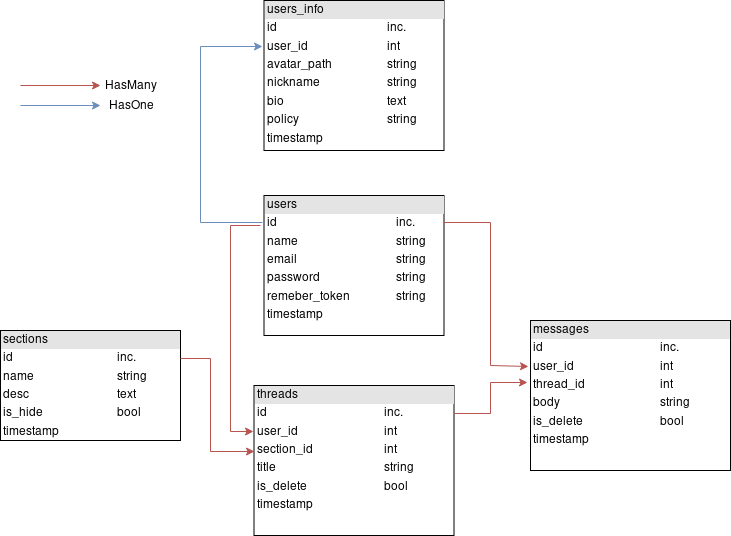 users_info
id inc.
user_id int
avatar_path string
nickname string
bio text
policy string
timestamp
HasMany
HasOne
users
id inc.
name string
email string
password string
remeber_token string
timestamp
sections
id inc.
name string
desc text
is_hide bool
timestamp
threads
id inc.
user_id int
section_id int
title string
is_delete bool
timestamp
messages
id inc.
user_id int
thread_id int
body string
is_delete bool
timestamp